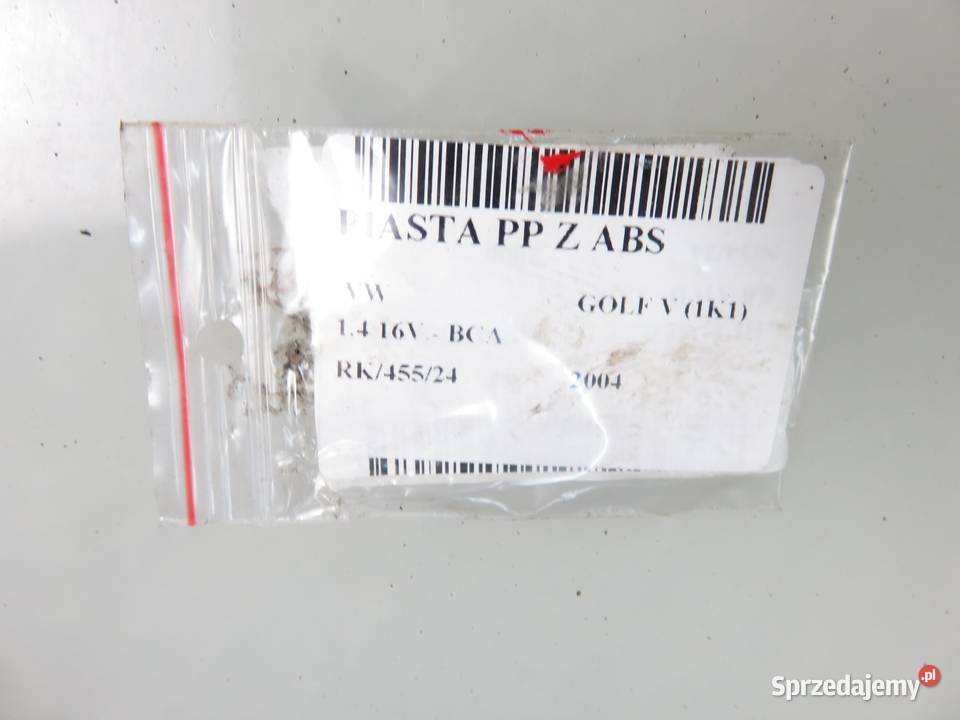 PIASTA PP Z ABS
VW GOLF V (1K1)
1.4 16V - BCA
RK/455/24 2004
Sprzedajemy.pl